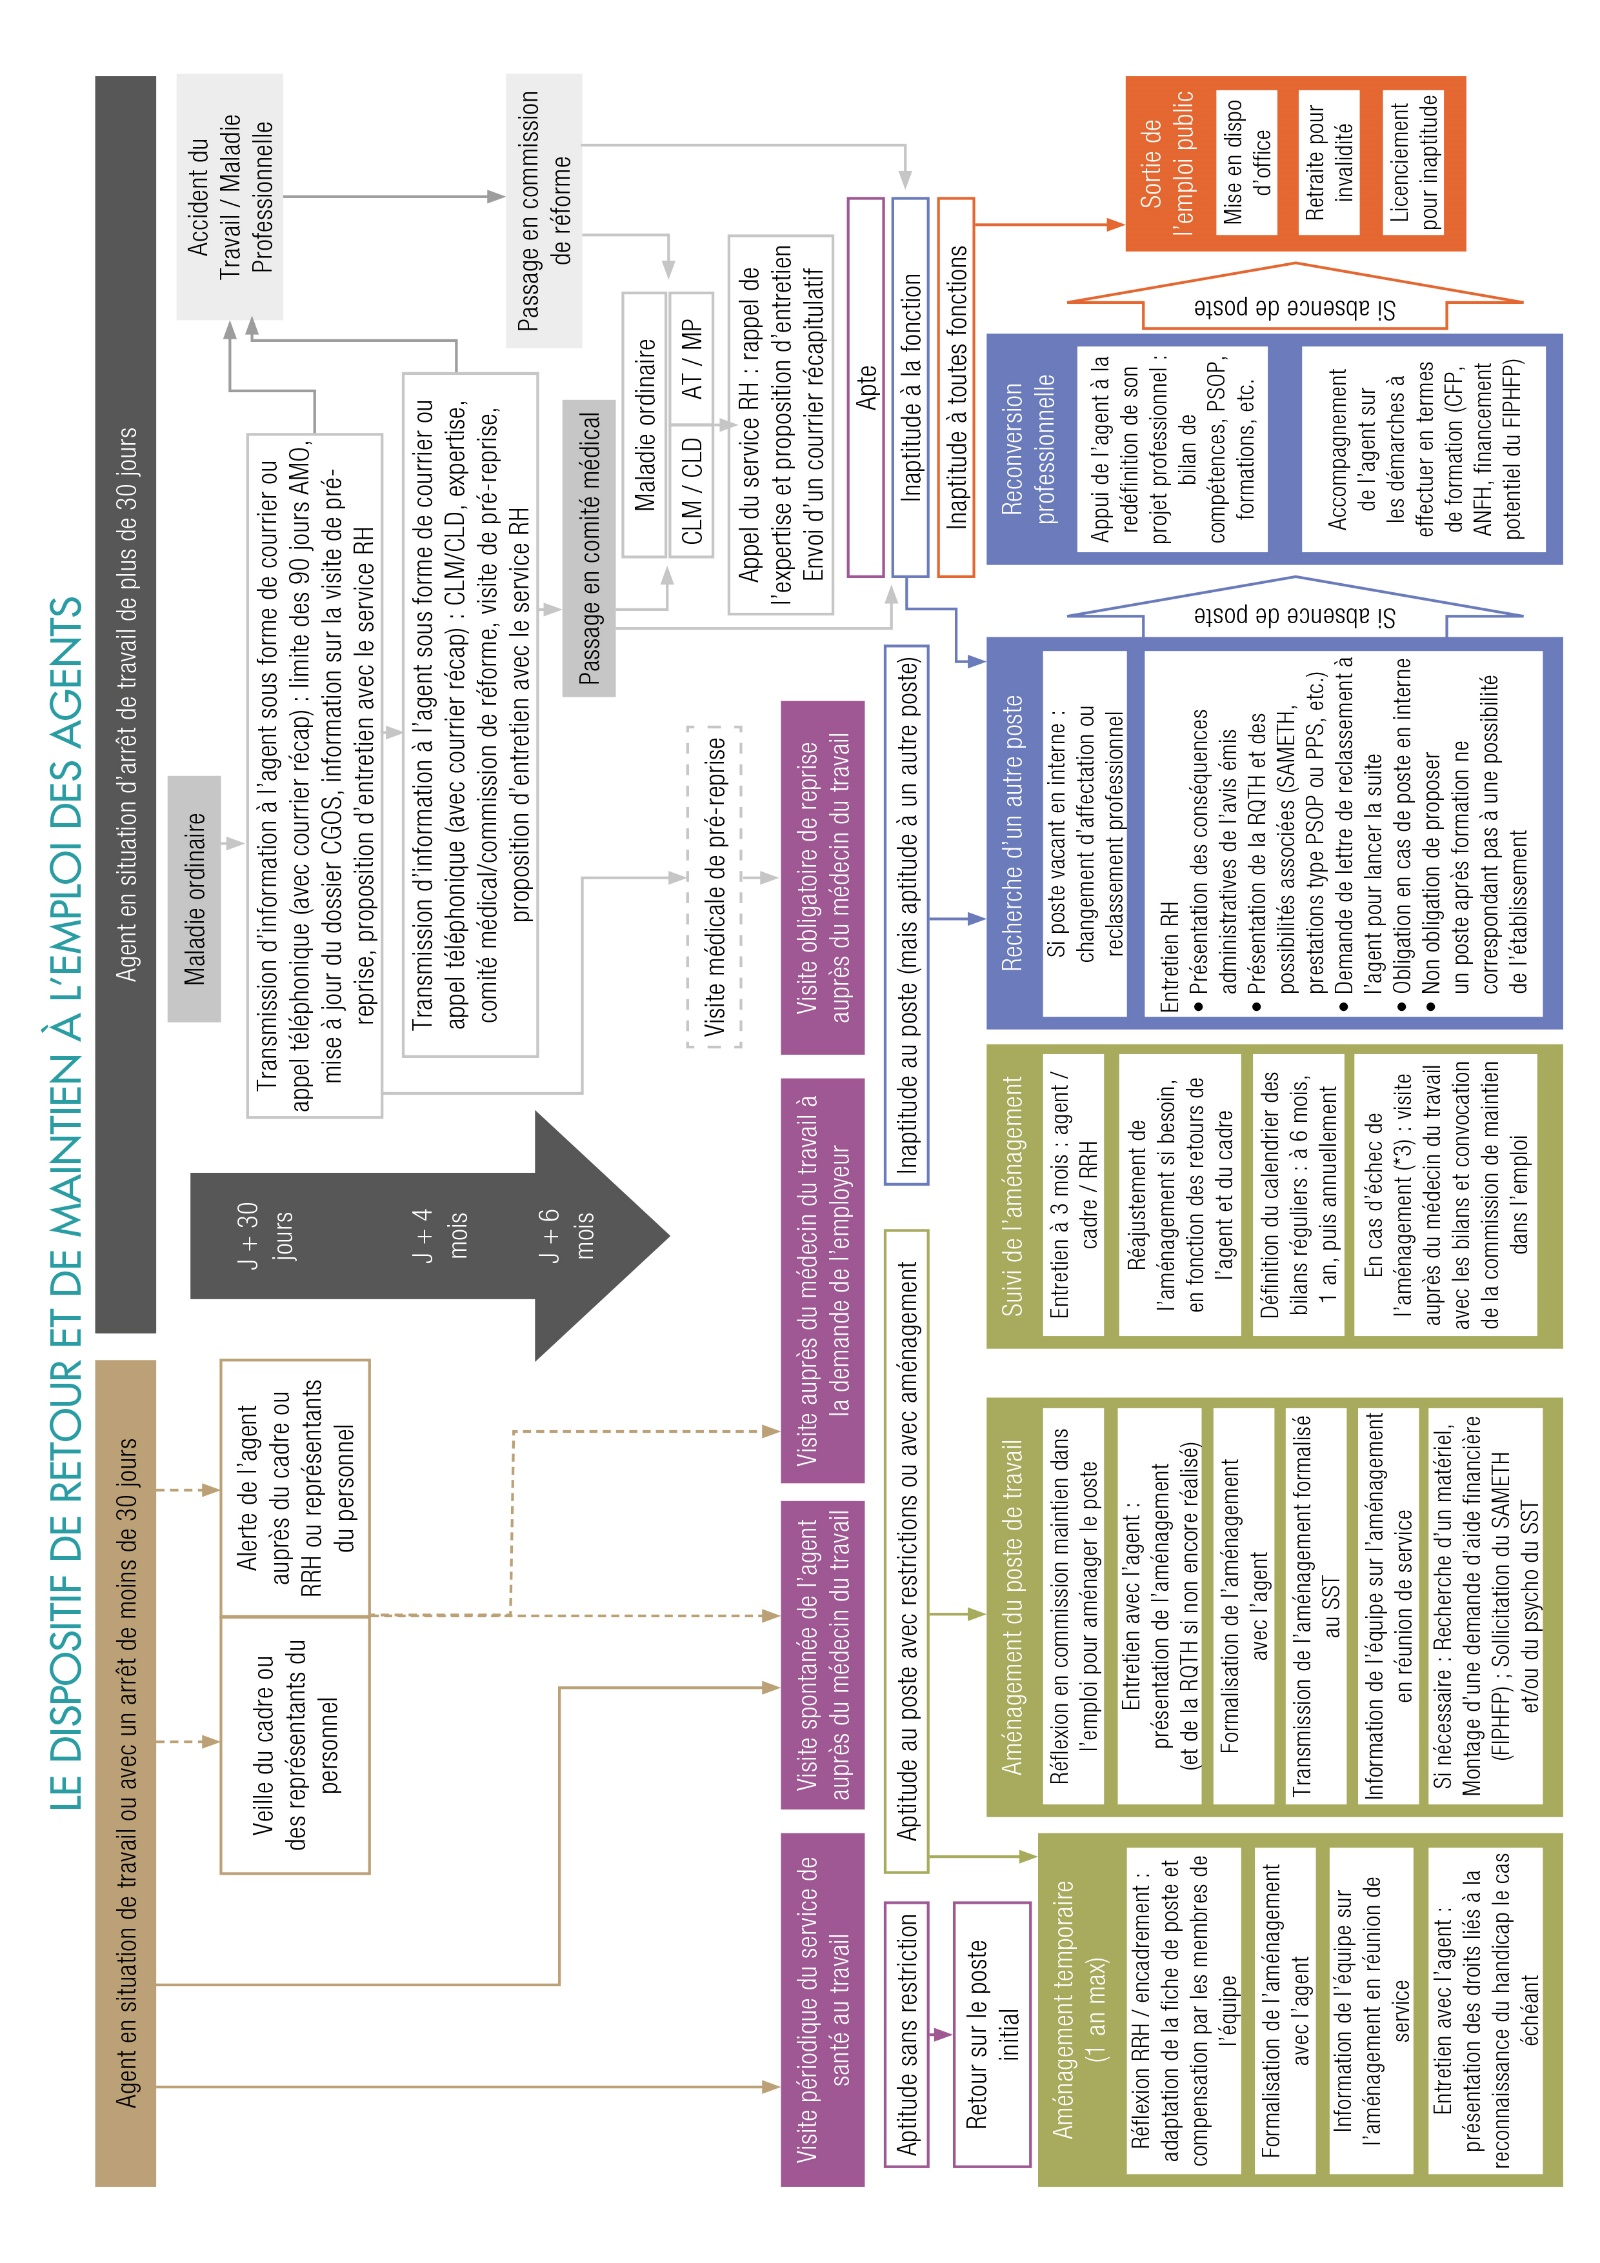 LE DISPOSITIF DE RETOUR ET DE MAINTIEN À L'EMPLOI DES AGENTS
Agent en situation de travail ou avec un arrêt de moins de 30 jours
Agent en situation d'arrêt de travail de plus de 30 jours
Veille du cadre ou
des représentants du
personnel
Alerte de l'agent
auprès du cadre ou
RRH ou représentants
du personnel
J + 30
jours
J + 4
mois
J + 6
mois
Maladie ordinaire
Accident du
Travail / Maladie
Professionnelle
Transmission d'information à l'agent sous forme de courrier ou
appel téléphonique (avec courrier récap) : limite des 90 jours AMO,
mise à jour du dossier CGOS, information sur la visite de pré-
reprise, proposition d'entretien avec le service RH
Transmission d'information à l'agent sous forme de courrier ou
appel téléphonique (avec courrier récap) : CLM/CLD, expertise,
comité médical/commission de réforme, visite de pré-reprise,
proposition d'entretien avec le service RH
Passage en commission
de réforme
Passage en comité médical
Maladie ordinaire
CLM / CLD
AT / MP
Visite médicale de pré-reprise
Appel du service RH : rappel de
l'expertise et proposition d'entretien
Envoi d'un courrier récapitulatif
Visite périodique du service de
santé au travail
Visite spontanée de l'agent
auprès du médecin du travail
Visite auprès du médecin du travail à
la demande de l'employeur
Visite obligatoire de reprise
auprès du médecin du travail
Apte
Inaptitude à la fonction
Inaptitude à toutes fonctions
Aptitude sans restriction
Aptitude au poste avec restrictions ou avec aménagement
Inaptitude au poste (mais aptitude à un autre poste)
Retour sur le poste
initial
Aménagement temporaire
(1 an max)
Réflexion RRH / encadrement :
adaptation de la fiche de poste et
compensation par les membres de
l'équipe
Formalisation de l'aménagement
avec l'agent
Information de l'équipe sur
l'aménagement en réunion de
service
Entretien avec l'agent :
présentation des droits liés à la
reconnaissance du handicap le cas
échéant
Aménagement du poste de travail
Réflexion en commission maintien dans
l'emploi pour aménager le poste
Entretien avec l'agent :
présentation de l'aménagement
(et de la RQTH si non encore réalisé)
Formalisation de l'aménagement
avec l'agent
Transmission de l'aménagement formalisé
au SST
Information de l'équipe sur l'aménagement
en réunion de service
Si nécessaire : Recherche d'un matériel,
Montage d'une demande d'aide financière
(FIPHFP) ; Sollicitation du SAMETH
et/ou du psycho du SST
Suivi de l'aménagement
Entretien à 3 mois : agent /
cadre / RRH
Réajustement de
l'aménagement si besoin,
en fonction des retours de
l'agent et du cadre
Définition du calendrier des
bilans réguliers : à 6 mois,
1 an, puis annuellement
En cas d'échec de
l'aménagement (*3) : visite
auprès du médecin du travail
avec les bilans et convocation
de la commission de maintien
dans l'emploi
Recherche d'un autre poste
Si poste vacant en interne :
changement d'affectation ou
reclassement professionnel
Entretien RH
• Présentation des conséquences
administratives de l'avis émis
• Présentation de la RQTH et des
possibilités associées (SAMETH,
prestations type PSOP ou PPS, etc.)
• Demande de lettre de reclassement à
l'agent pour lancer la suite
• Obligation en cas de poste en interne
• Non obligation de proposer
un poste après formation ne
correspondant pas à une possibilité
de l'établissement
Si absence de poste
Reconversion
professionnelle
Appui de l'agent à la
redéfinition de son
projet professionnel :
bilan de
compétences, PSOP,
formations, etc.
Accompagnement
de l'agent sur
les démarches à
effectuer en termes
de formation (CFP,
ANFH, financement
potentiel du FIPHFP)
Si absence de poste
Sortie de
l'emploi public
Mise en dispo
d'office
Retraite pour
invalidité
Licenciement
pour inaptitude